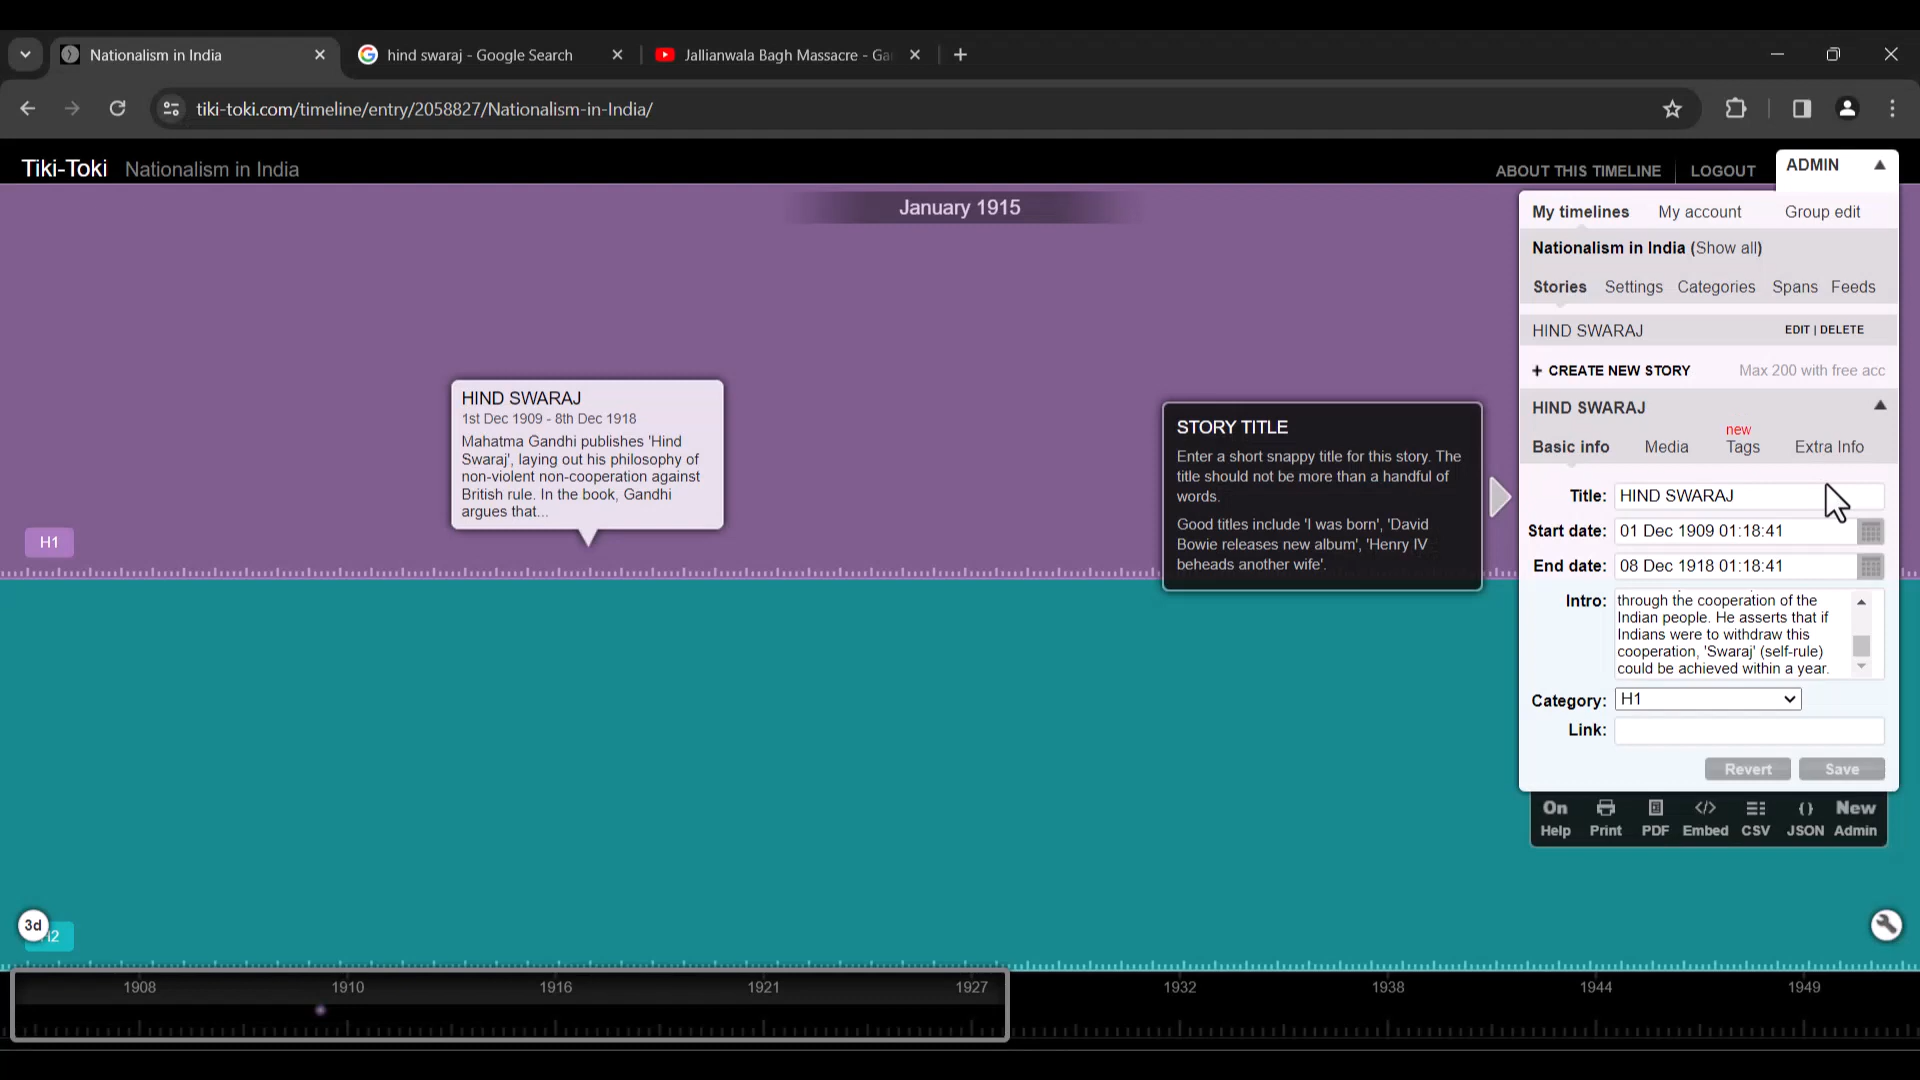 Nationalism in India
hind swaraj - Google Search
Jallianwala Bagh Massacre - Ga
tiki-toki.com/timeline/entry/2058827/Nationalism-in-India/
Tiki-Toki Nationalism in India
ABOUT THIS TIMELINE
LOGOUT
ADMIN
January 1915
My timelines My account Group edit
Nationalism in India (Show all)
Stories Settings Categories Spans Feeds
HIND SWARAJ EDIT | DELETE
+ CREATE NEW STORY Max 200 with free acc
HIND SWARAJ
new
Basic info Media Tags Extra Info
Title: HIND SWARAJ
Start date: 01 Dec 1909 01:18:41
End date: 08 Dec 1918 01:18:41
Intro: through the cooperation of the
Indian people. He asserts that if
Indians were to withdraw this
cooperation, 'Swaraj' (self-rule)
could be achieved within a year.
Category: H1
Link:
Revert Save
On Help
Print
PDF
Embed
CSV
JSON
New Admin
HIND SWARAJ
1st Dec 1909 - 8th Dec 1918
Mahatma Gandhi publishes 'Hind
Swaraj', laying out his philosophy of
non-violent non-cooperation against
British rule. In the book, Gandhi
argues that...
STORY TITLE
Enter a short snappy title for this story. The
title should not be more than a handful of
words.
Good titles include 'I was born', 'David
Bowie releases new album', 'Henry IV
beheads another wife'.
H1
3d
H2
1908 1910 1916 1921 1927 1932 1938 1944 1949